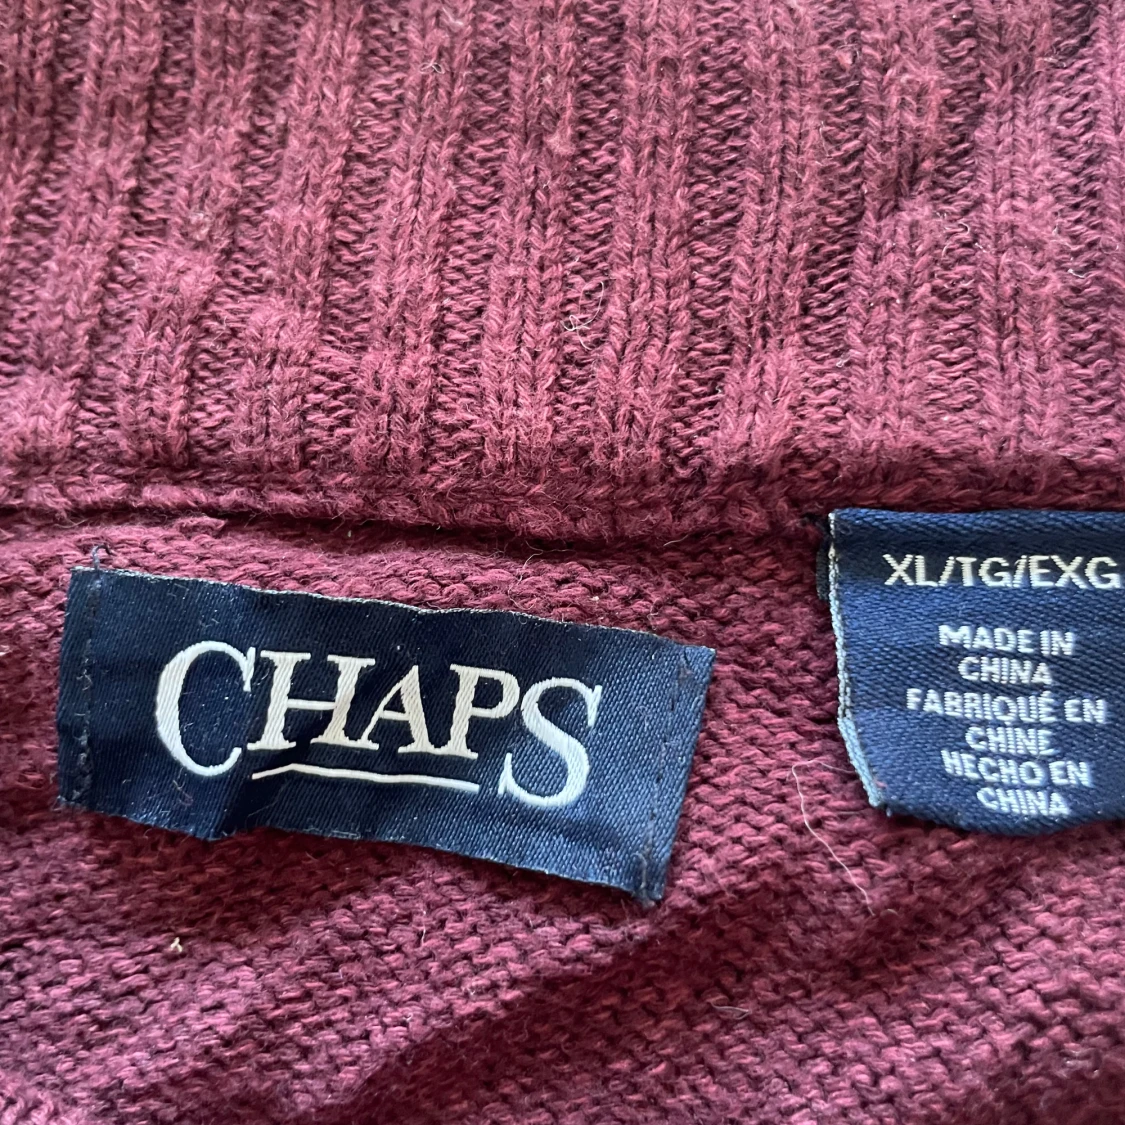 CHAPS
XL/TG/EXG
MADE IN
CHINA
FABRIQUÉ EN
CHINE
HECHO EN
CHINA